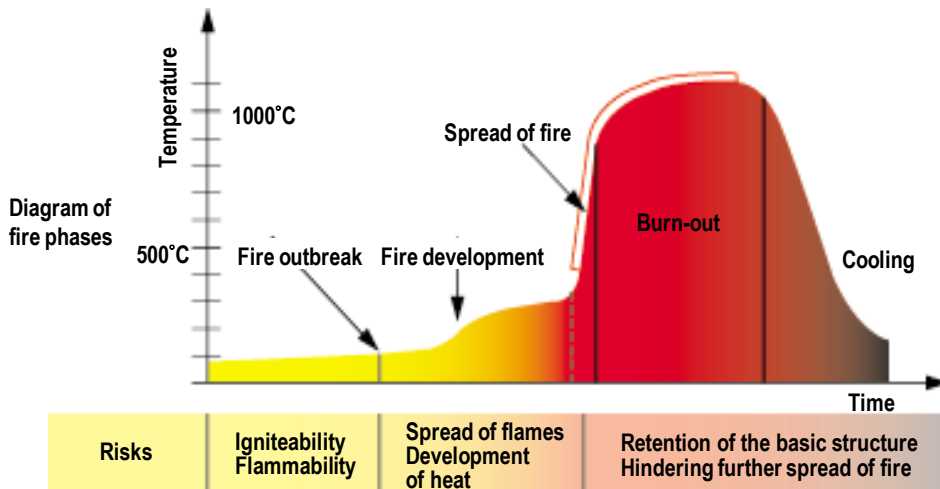 Temperature
1000°C
Spread of fire
Diagram of
fire phases
Burn-out
500°C
Fire outbreak
Fire development
Cooling
Time
Risks
Igniteability
Flammability
Spread of flames
Development
of heat
Retention of the basic structure
Hindering further spread of fire